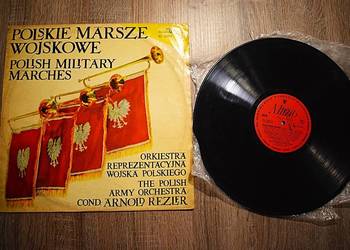 POLSKIE MARSZE
WOJSKOWE
POLISH MILITARY
MARCHES
ORKIESTRA
REPREZENTACYJNA
WOJSKA POLSKIEGO
THE POLISH
ARMY ORCHESTRA
COND. ARNOLD REZLER
Muza